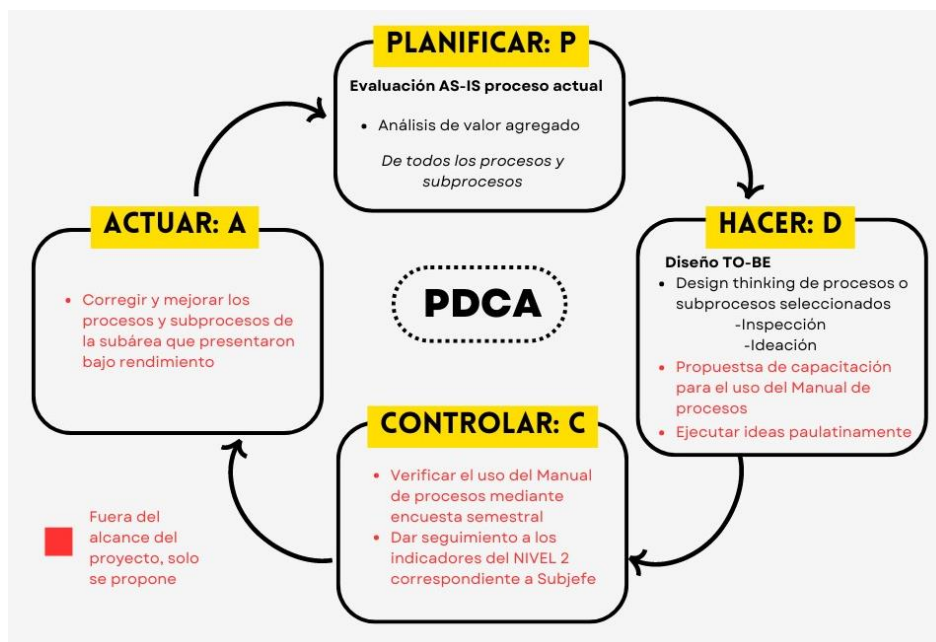 PLANIFICAR: P
Evaluación AS-IS proceso actual
• Análisis de valor agregado
De todos los procesos y
subprocesos
HACER: D
Diseño TO-BE
• Design thinking de procesos o
subprocesos seleccionados
-Inspección
-Ideación
• Propuestsa de capacitación
para el uso del Manual de
procesos
• Ejecutar ideas paulatinamente
CONTROLAR: C
• Verificar el uso del Manual
de procesos mediante
encuesta semestral
• Dar seguimiento a los
indicadores del NIVEL 2
correspondiente a Subjefe
ACTUAR: A
• Corregir y mejorar los
procesos y subprocesos de
la subárea que presentaron
bajo rendimiento
PDCA
Fuera del
alcance del
proyecto, solo
se propone